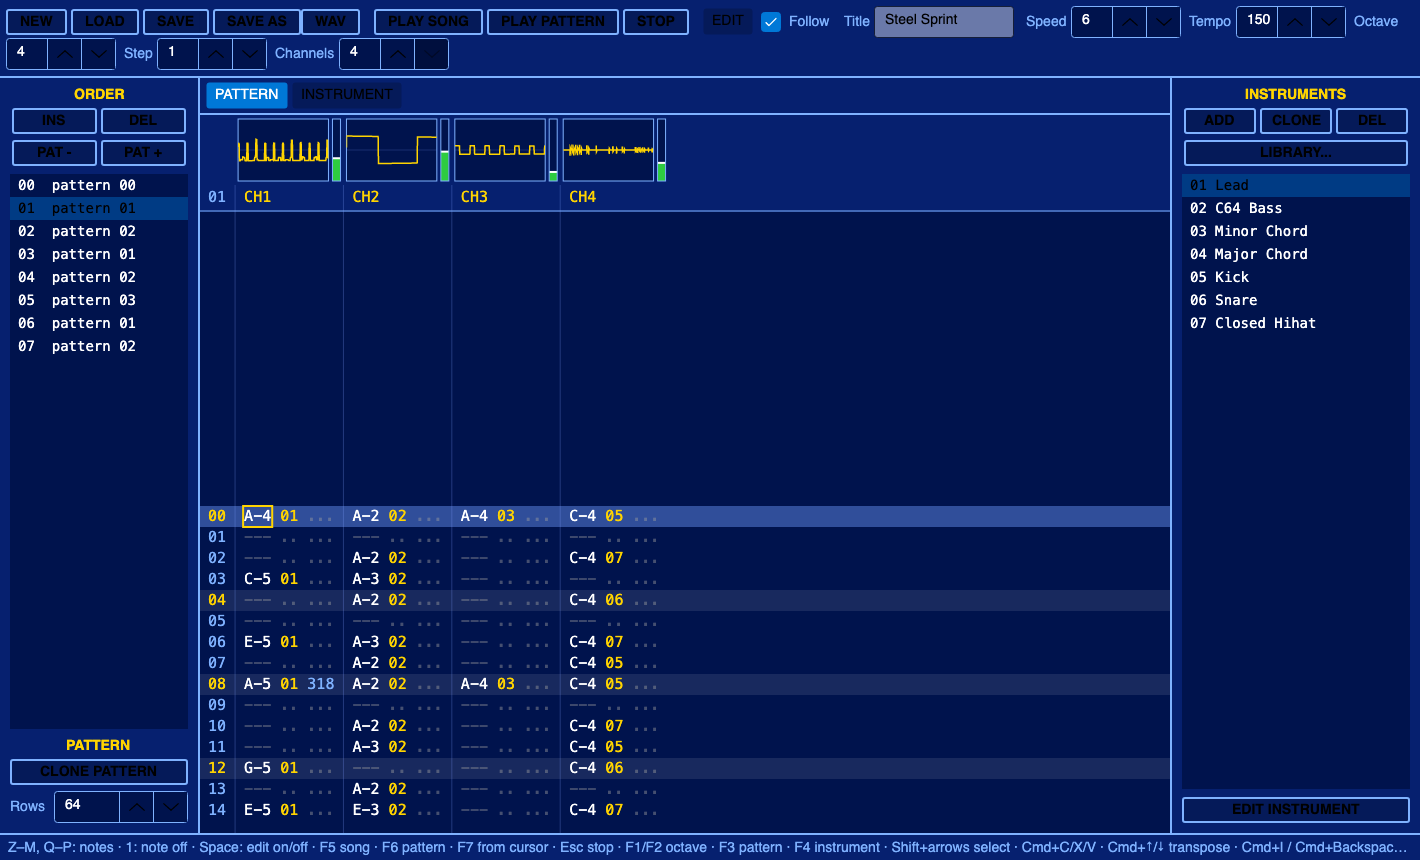 NEW LOAD SAVE SAVE AS WAV PLAY SONG PLAY PATTERN STOP EDIT Follow Title Steel Sprint Speed 6 Tempo 150 Octave
4 Step 1 Channels 4
ORDER
INS DEL
PAT - PAT +
00 pattern 00
01 pattern 01
02 pattern 02
03 pattern 01
04 pattern 02
05 pattern 03
06 pattern 01
07 pattern 02
PATTERN
CLONE PATTERN
Rows 64
PATTERN INSTRUMENT
01 CH1 CH2 CH3 CH4
00 A-4 01 ... A-2 02 ... A-4 03 ... C-4 05 ...
01 --- .. ... --- .. ... --- .. ... --- .. ...
02 --- .. ... A-2 02 ... --- .. ... C-4 07 ...
03 C-5 01 ... A-3 02 ... --- .. ... --- .. ...
04 --- .. ... A-2 02 ... --- .. ... C-4 06 ...
05 --- .. ... --- .. ... --- .. ... --- .. ...
06 E-5 01 ... A-3 02 ... --- .. ... C-4 07 ...
07 --- .. ... A-2 02 ... --- .. ... C-4 05 ...
08 A-5 01 318 A-2 02 ... A-4 03 ... C-4 05 ...
09 --- .. ... --- .. ... --- .. ... --- .. ...
10 --- .. ... A-2 02 ... --- .. ... C-4 07 ...
11 --- .. ... A-3 02 ... --- .. ... C-4 05 ...
12 G-5 01 ... --- .. ... --- .. ... C-4 06 ...
13 --- .. ... A-2 02 ... --- .. ... --- .. ...
14 E-5 01 ... E-3 02 ... --- .. ... C-4 07 ...
INSTRUMENTS
ADD CLONE DEL
LIBRARY...
01 Lead
02 C64 Bass
03 Minor Chord
04 Major Chord
05 Kick
06 Snare
07 Closed Hihat
EDIT INSTRUMENT
Z–M, Q–P: notes · 1: note off · Space: edit on/off · F5 song · F6 pattern · F7 from cursor · Esc stop · F1/F2 octave · F3 pattern · F4 instrument · Shift+arrows select · Cmd+C/X/V · Cmd+↑/↓ transpose · Cmd+I / Cmd+Backspac…